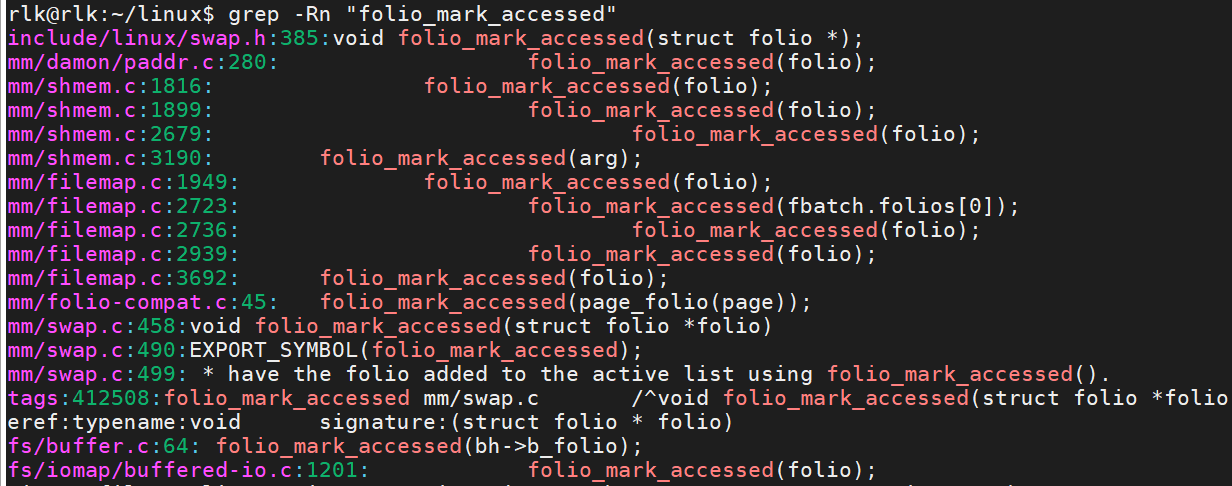 rlk@rlk:~/linux$ grep -Rn "folio_mark_accessed"
include/linux/swap.h:385:void folio_mark_accessed(struct folio *);
mm/damon/paddr.c:280: folio_mark_accessed(folio);
mm/shmem.c:1816: folio_mark_accessed(folio);
mm/shmem.c:1899: folio_mark_accessed(folio);
mm/shmem.c:2679: folio_mark_accessed(folio);
mm/shmem.c:3190: folio_mark_accessed(arg);
mm/filemap.c:1949: folio_mark_accessed(folio);
mm/filemap.c:2723: folio_mark_accessed(fbatch.folios[0]);
mm/filemap.c:2736: folio_mark_accessed(folio);
mm/filemap.c:2939: folio_mark_accessed(folio);
mm/filemap.c:3692: folio_mark_accessed(folio);
mm/folio-compat.c:45: folio_mark_accessed(page_folio(page));
mm/swap.c:458:void folio_mark_accessed(struct folio *folio)
mm/swap.c:490:EXPORT_SYMBOL(folio_mark_accessed);
mm/swap.c:499: * have the folio added to the active list using folio_mark_accessed().
tags:412508:folio_mark_accessed mm/swap.c /^void folio_mark_accessed(struct folio *folio
eref:typename:void signature:(struct folio * folio)
fs/buffer.c:64: folio_mark_accessed(bh->b_folio);
fs/iomap/buffered-io.c:1201: folio_mark_accessed(folio);